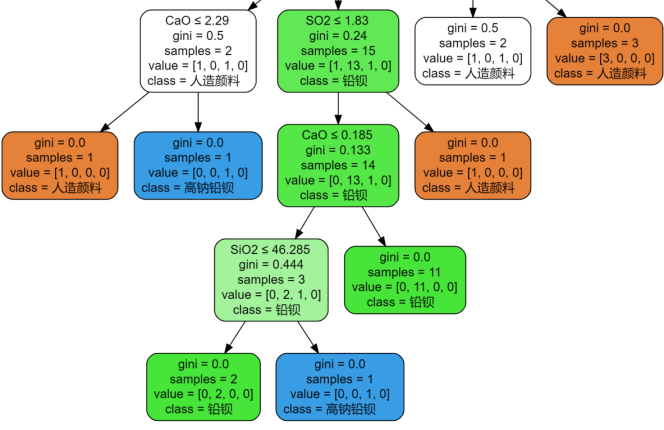 CaO ≤ 2.29
gini = 0.5
samples = 2
value = [1, 0, 1, 0]
class = 人造颜料
SO2 ≤ 1.83
gini = 0.24
samples = 15
value = [1, 13, 1, 0]
class = 铅钡
gini = 0.5
samples = 2
value = [1, 0, 1, 0]
class = 人造颜料
gini = 0.0
samples = 3
value = [3, 0, 0, 0]
class = 人造颜料
gini = 0.0
samples = 1
value = [1, 0, 0, 0]
class = 人造颜料
gini = 0.0
samples = 1
value = [0, 0, 1, 0]
class = 高钠铅钡
CaO ≤ 0.185
gini = 0.133
samples = 14
value = [0, 13, 1, 0]
class = 铅钡
gini = 0.0
samples = 1
value = [1, 0, 0, 0]
class = 人造颜料
SiO2 ≤ 46.285
gini = 0.444
samples = 3
value = [0, 2, 1, 0]
class = 铅钡
gini = 0.0
samples = 11
value = [0, 11, 0, 0]
class = 铅钡
gini = 0.0
samples = 2
value = [0, 2, 0, 0]
class = 铅钡
gini = 0.0
samples = 1
value = [0, 0, 1, 0]
class = 高钠铅钡